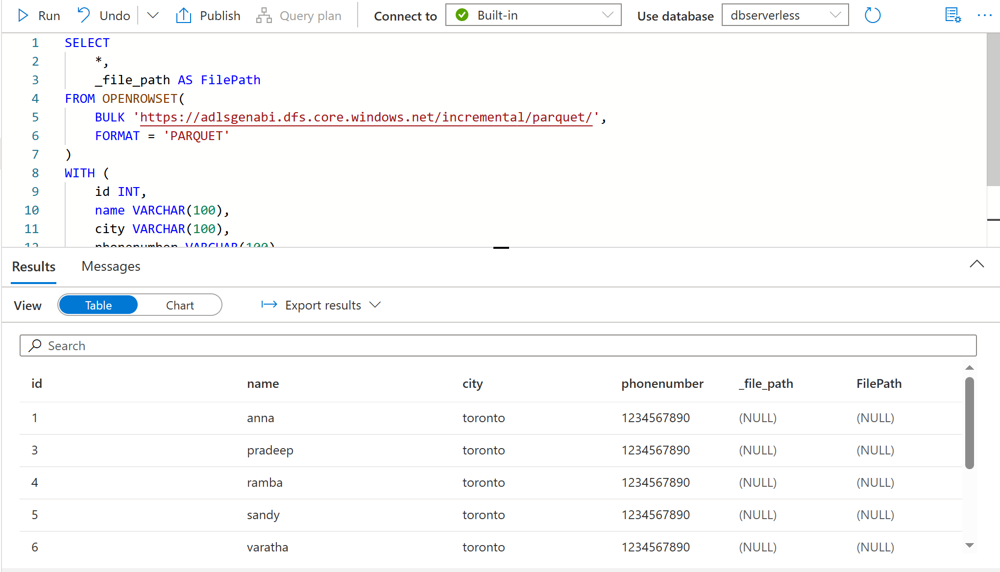 Run Undo Publish Query plan Connect to Built-in Use database dbserverless
1 SELECT
2 *,
3 _file_path AS FilePath
4 FROM OPENROWSET(
5 BULK 'https://adlsgenabi.dfs.core.windows.net/incremental/parquet/',
6 FORMAT = 'PARQUET'
7 )
8 WITH (
9 id INT,
10 name VARCHAR(100),
11 city VARCHAR(100),
12 phonenumber VARCHAR(100)
Results Messages
View Table Chart Export results
Search
id name city phonenumber _file_path FilePath
1 anna toronto 1234567890 (NULL) (NULL)
3 pradeep toronto 1234567890 (NULL) (NULL)
4 ramba toronto 1234567890 (NULL) (NULL)
5 sandy toronto 1234567890 (NULL) (NULL)
6 varatha toronto 1234567890 (NULL) (NULL)